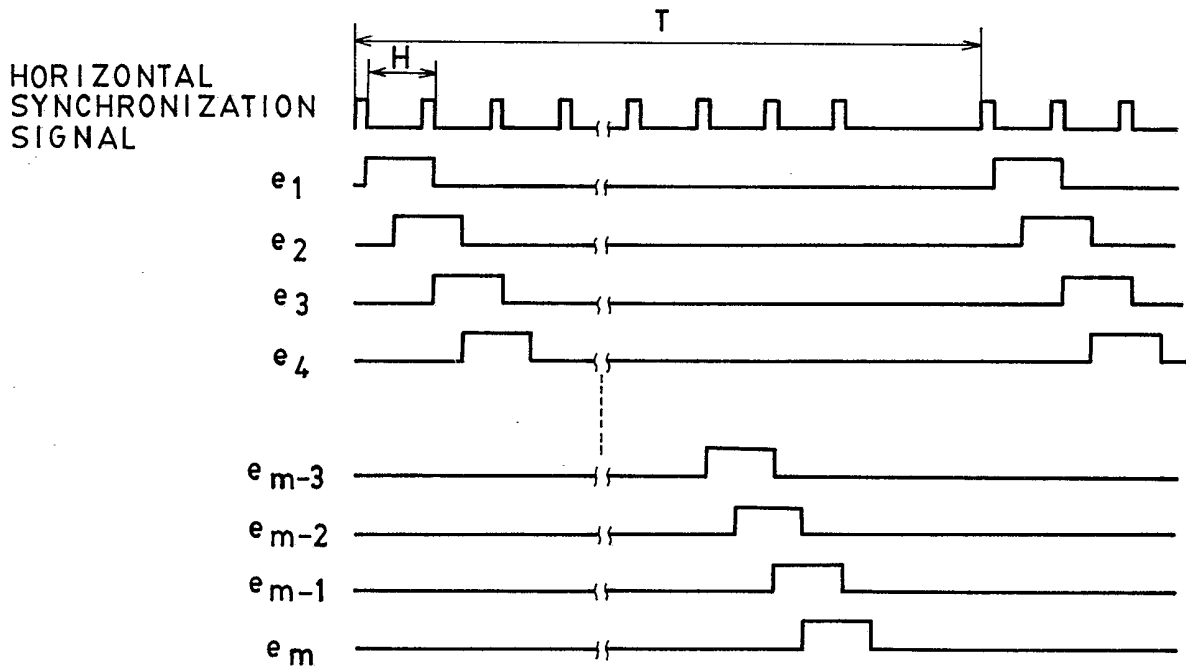 T
H
HORIZONTAL
SYNCHRONIZATION
SIGNAL
e1
e2
e3
e4
em-3
em-2
em-1
em